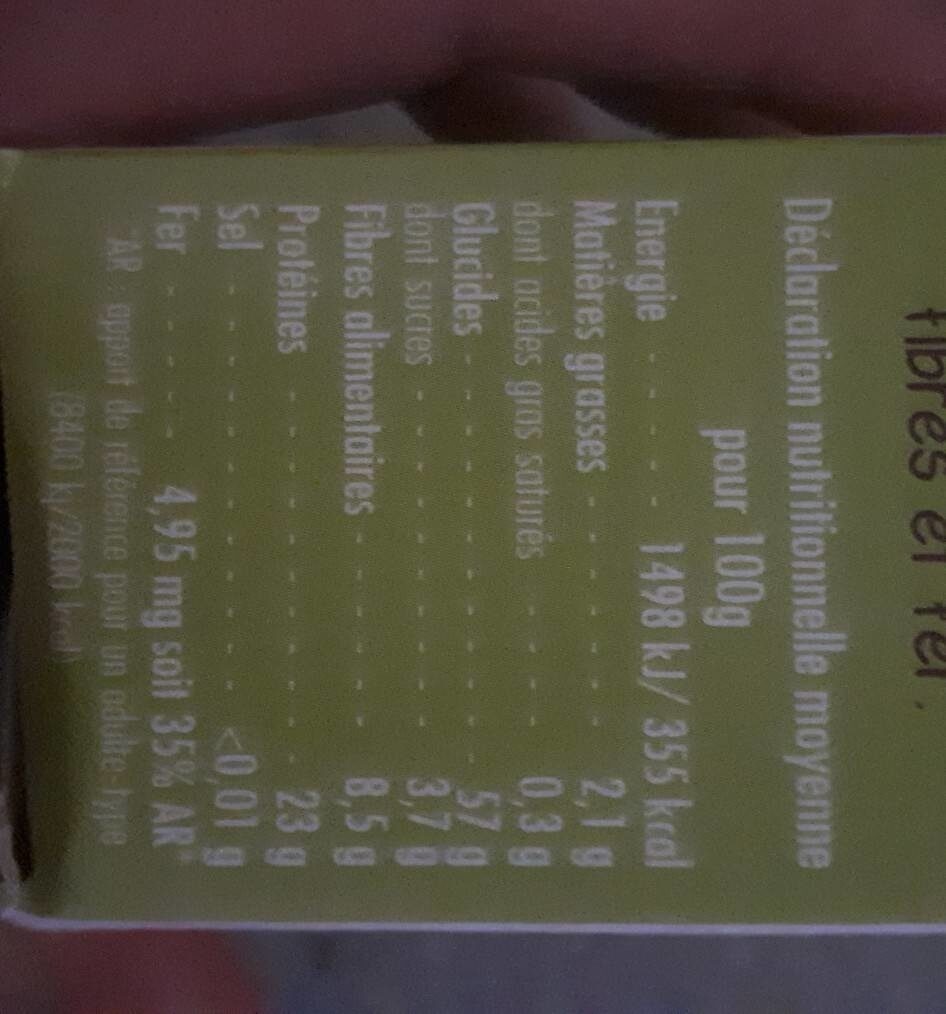 fibres et fer.
Déclaration nutritionnelle moyenne
pour 100g
Energie - - - - - 1498 kJ/ 355 kcal
Matières grasses - - - - - - - 2,1 g
dont acides gras saturés - - - - - 0,3 g
Glucides - - - - - - - - - - - 57 g
dont sucres - - - - - - - - - 3,7 g
Fibres alimentaires - - - - - - 8,5 g
Protéines - - - - - - - - - - 23 g
Sel - - - - - - - - - - - <0,01 g
Fer - - - - - 4,95 mg soit 35% AR*
*AR : apport de référence pour un adulte-type
(8400 kJ/2000 kcal)